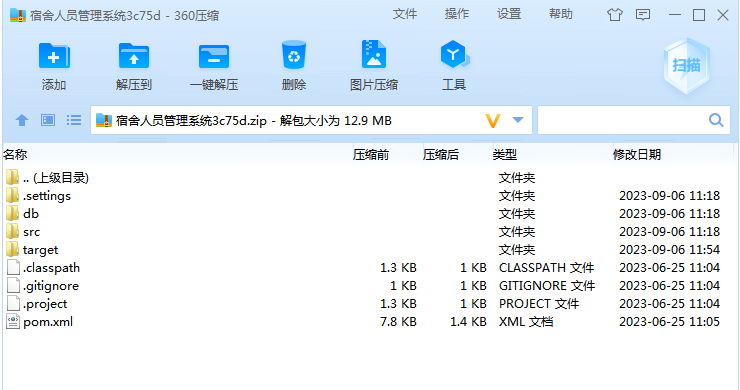 宿舍人员管理系统3c75d - 360压缩 文件 操作 设置 帮助
添加 解压到 一键解压 删除 图片压缩 工具 扫描
宿舍人员管理系统3c75d.zip - 解包大小为 12.9 MB
名称 压缩前 压缩后 类型 修改日期
.. (上级目录) 文件夹
.settings 文件夹 2023-09-06 11:18
db 文件夹 2023-09-06 11:18
src 文件夹 2023-09-06 11:18
target 文件夹 2023-09-06 11:54
.classpath 1.3 KB 1 KB CLASSPATH 文件 2023-06-25 11:04
.gitignore 1 KB 1 KB GITIGNORE 文件 2023-06-25 11:04
.project 1.3 KB 1 KB PROJECT 文件 2023-06-25 11:04
pom.xml 7.8 KB 1.4 KB XML 文档 2023-06-25 11:05